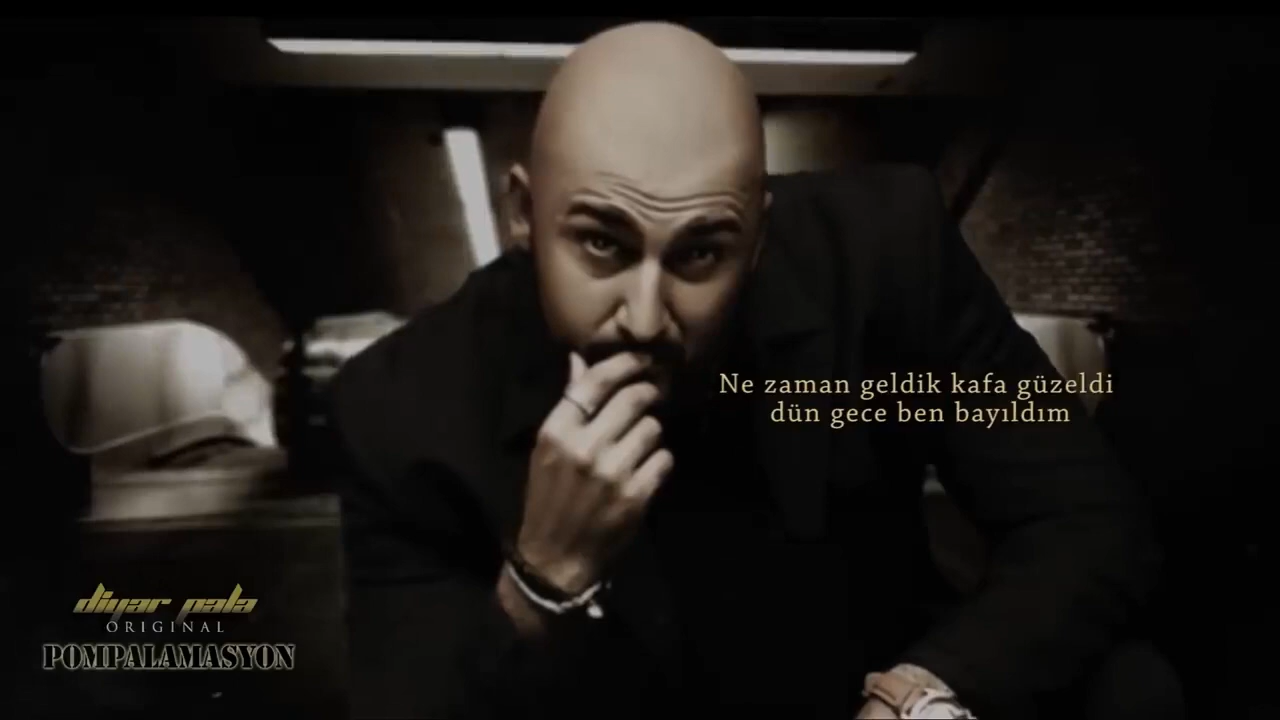 Ne zaman geldik kafa güzeldi
dün gece ben bayıldım
diyar pala
ORIGINAL
POMPALAMASYON